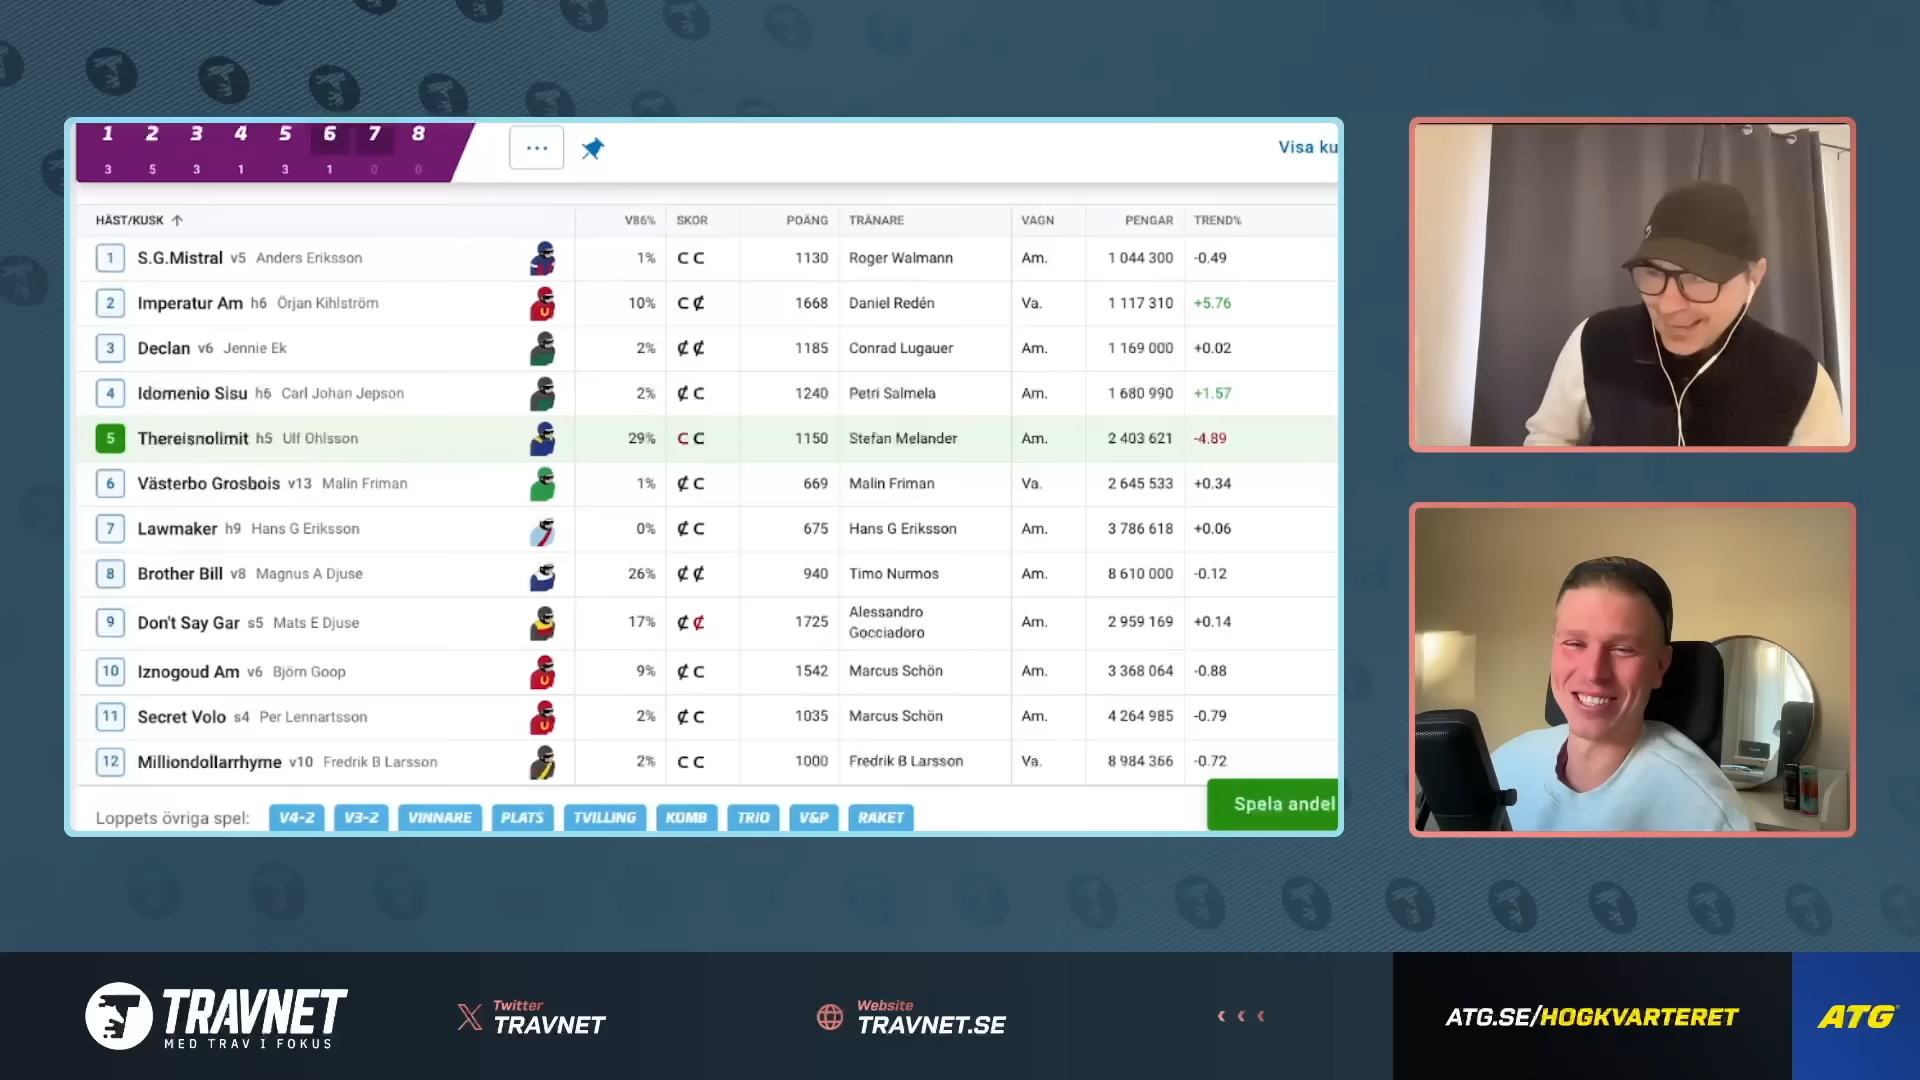 1 2 3 4 5 6 7 8
3 5 3 1 3 1 0 0
...
Visa ku
HÄST/KUSK ↑ V86% SKOR POÄNG TRÄNARE VAGN PENGAR TREND%
1 S.G.Mistral v5 Anders Eriksson 1% C C 1130 Roger Walmann Am. 1 044 300 -0.49
2 Imperatur Am h6 Örjan Kihlström 10% C ₵ 1668 Daniel Redén Va. 1 117 310 +5.76
3 Declan v6 Jennie Ek 2% ₵ ₵ 1185 Conrad Lugauer Am. 1 169 000 +0.02
4 Idomenio Sisu h6 Carl Johan Jepson 2% ₵ C 1240 Petri Salmela Am. 1 680 990 +1.57
5 Thereisnolimit h5 Ulf Ohlsson 29% C C 1150 Stefan Melander Am. 2 403 621 -4.89
6 Västerbo Grosbois v13 Malin Friman 1% ₵ C 669 Malin Friman Va. 2 645 533 +0.34
7 Lawmaker h9 Hans G Eriksson 0% ₵ C 675 Hans G Eriksson Am. 3 786 618 +0.06
8 Brother Bill v8 Magnus A Djuse 26% ₵ ₵ 940 Timo Nurmos Am. 8 610 000 -0.12
9 Don't Say Gar s5 Mats E Djuse 17% ₵ ₵ 1725 Alessandro Gocciadoro Am. 2 959 169 +0.14
10 Iznogoud Am v6 Björn Goop 9% ₵ C 1542 Marcus Schön Am. 3 368 064 -0.88
11 Secret Volo s4 Per Lennartsson 2% ₵ C 1035 Marcus Schön Am. 4 264 985 -0.79
12 Milliondollarrhyme v10 Fredrik B Larsson 2% C C 1000 Fredrik B Larsson Va. 8 984 366 -0.72
Loppets övriga spel: V4-2 V3-2 VINNARE PLATS TVILLING KOMB TRIO V&P RAKET
Spela andel
TRAVNET
MED TRAV I FOKUS
Twitter
TRAVNET
Website
TRAVNET.SE
ATG.SE/HOGKVARTERET
ATG